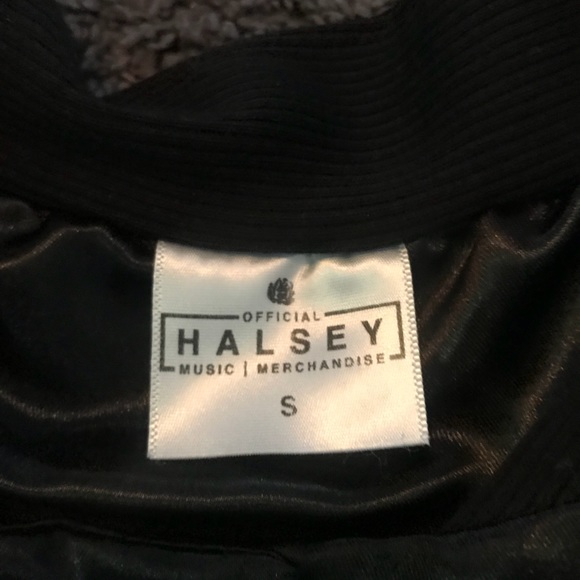 OFFICIAL
HALSEY
MUSIC | MERCHANDISE
S